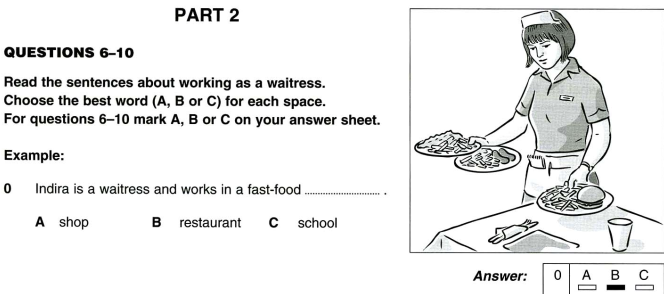 PART 2
QUESTIONS 6–10
Read the sentences about working as a waitress.
Choose the best word (A, B or C) for each space.
For questions 6–10 mark A, B or C on your answer sheet.
Example:
0 Indira is a waitress and works in a fast-food ............................ .
A shop B restaurant C school
Answer: 0 A B C